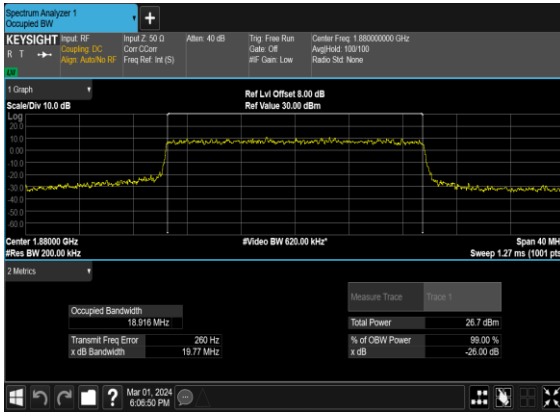 Spectrum Analyzer 1
Occupied BW
+
KEYSIGHT
R T
LW
Input: RF
Coupling: DC
Align: Auto/No RF
Input Z: 50 Ω
Corr CCorr
Freq Ref: Int (S)
Atten: 40 dB
Trig: Free Run
Gate: Off
#IF Gain: Low
Center Freq: 1.880000000 GHz
Avg|Hold: 100/100
Radio Std: None
1 Graph
Scale/Div 10.0 dB
Ref Lvl Offset 8.00 dB
Ref Value 30.00 dBm
Log
20.0
10.0
0.00
-10.0
-20.0
-30.0
-40.0
-50.0
-60.0
Center 1.88000 GHz
#Res BW 200.00 kHz
#Video BW 620.00 kHz*
Span 40 MH
Sweep 1.27 ms (1001 pts
2 Metrics
Measure Trace Trace 1
Occupied Bandwidth
18.916 MHz
Total Power 26.7 dBm
Transmit Freq Error 260 Hz
x dB Bandwidth 19.77 MHz
% of OBW Power 99.00 %
x dB -26.00 dB
?
Mar 01, 2024
6:06:50 PM